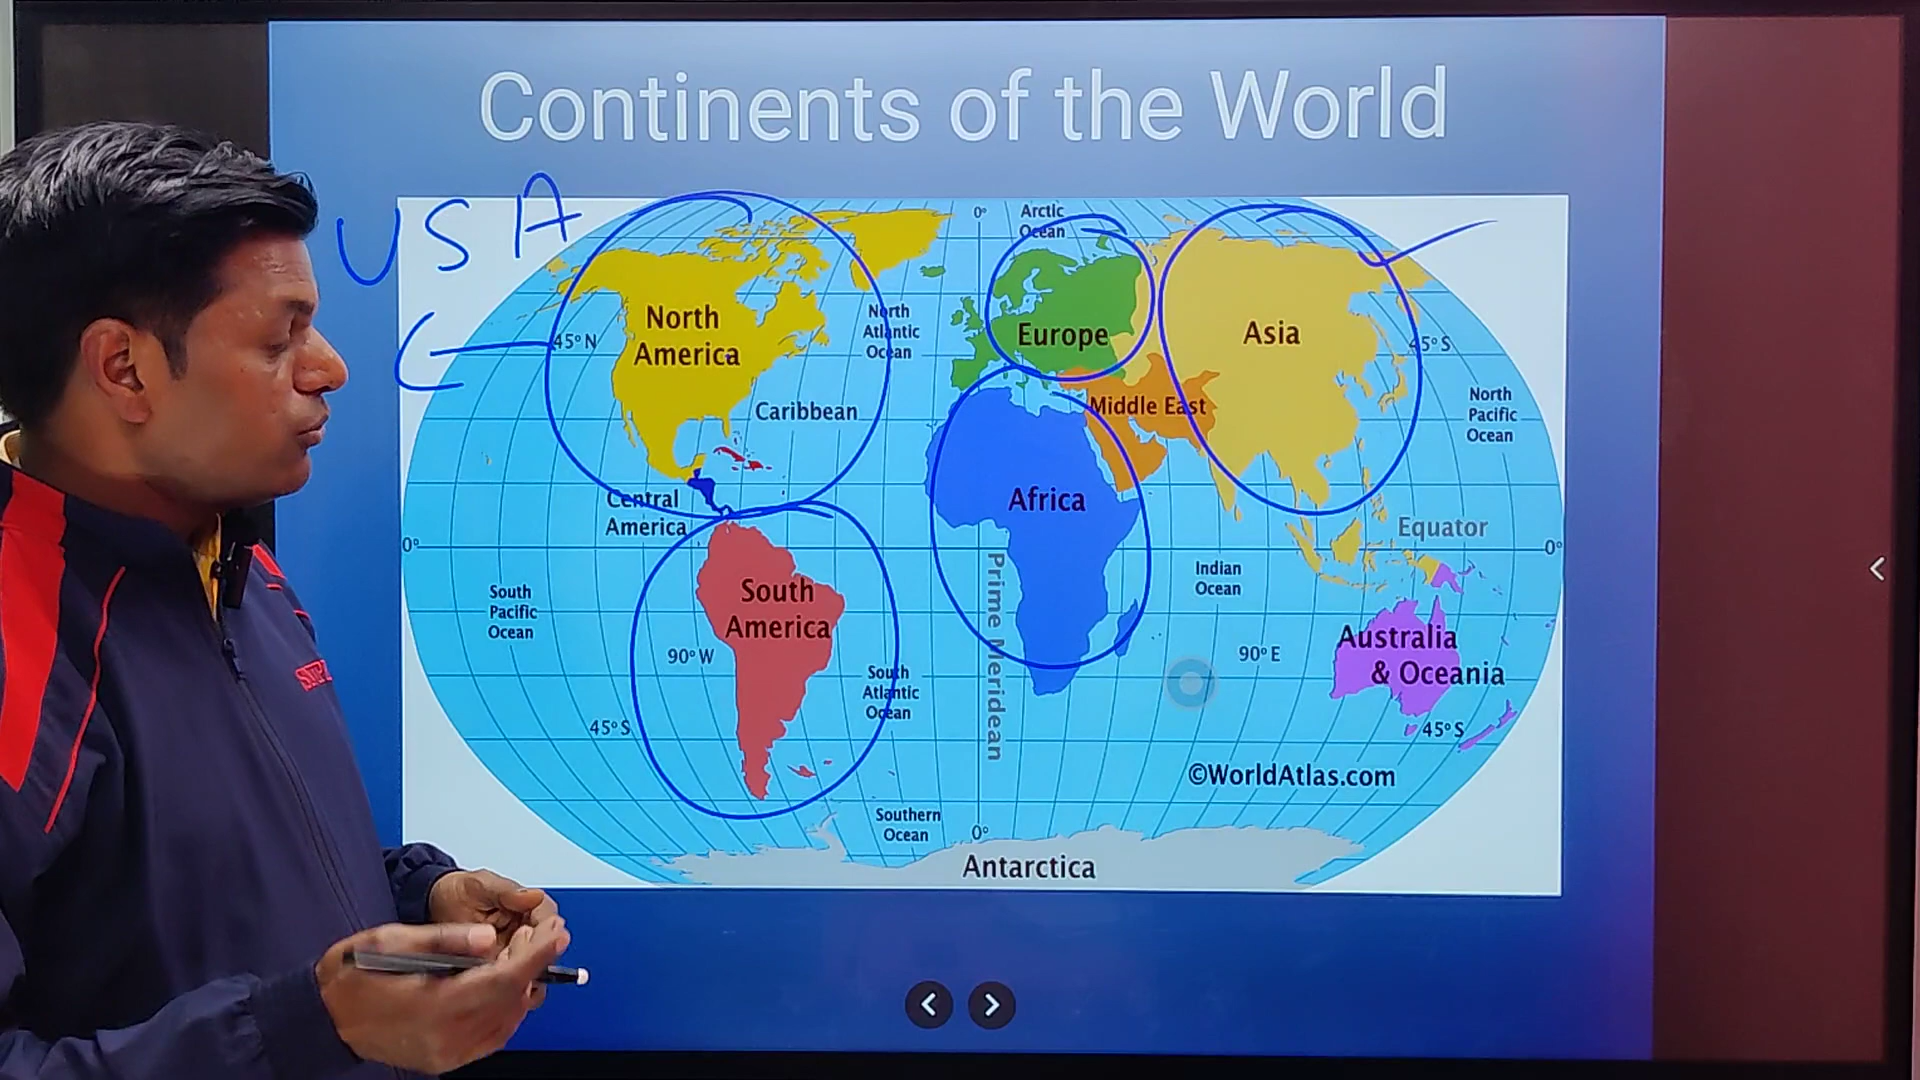 Continents of the World
USA
Arctic
Ocean
0°
North
America
45° N
North
Atlantic
Ocean
Europe
Asia
45° S
North
Pacific
Ocean
Caribbean
Middle East
Central
America
Africa
Equator
0°
0°
South
Pacific
Ocean
South
America
90° W
Prime Meridean
Indian
Ocean
90° E
Australia
& Oceania
South
Atlantic
Ocean
45° S
45° S
©WorldAtlas.com
Southern
Ocean
0°
Antarctica